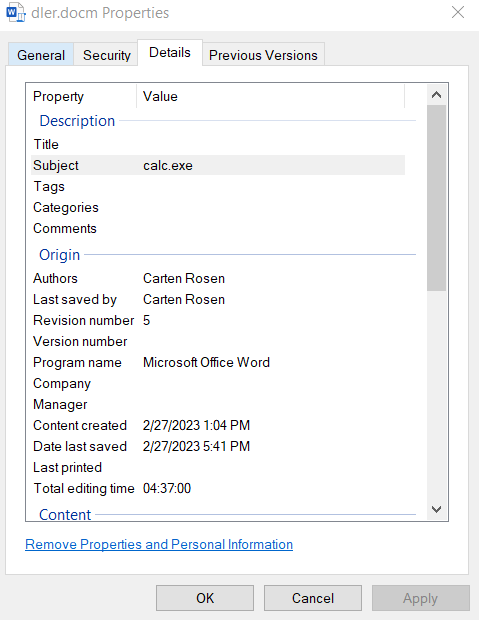 dler.docm Properties
General Security Details Previous Versions
Property Value
Description
Title
Subject calc.exe
Tags
Categories
Comments
Origin
Authors Carten Rosen
Last saved by Carten Rosen
Revision number 5
Version number
Program name Microsoft Office Word
Company
Manager
Content created 2/27/2023 1:04 PM
Date last saved 2/27/2023 5:41 PM
Last printed
Total editing time 04:37:00
Content
Remove Properties and Personal Information
OK Cancel Apply